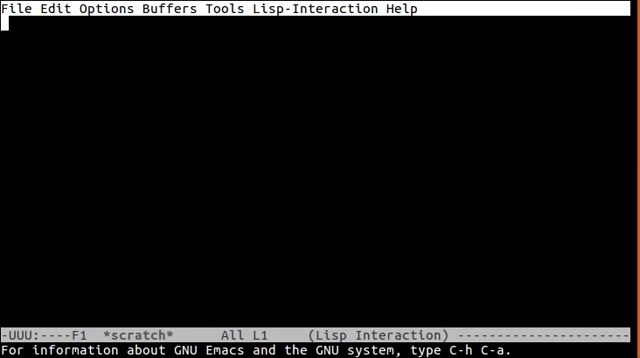 File Edit Options Buffers Tools Lisp-Interaction Help
-UUU:----F1  *scratch*      All L1     (Lisp Interaction) ----------------------
For information about GNU Emacs and the GNU system, type C-h C-a.